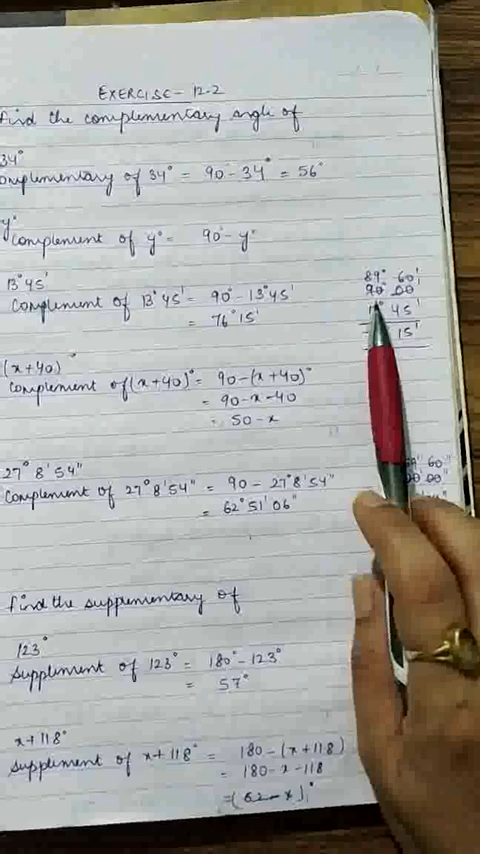 EXERCISE - 12.2
Find the complementary angle of
34°
omplementary of 34° = 90° - 34° = 56°
y°
Complement of y° = 90° - y°
13°45'
Complement of 13°45' = 90° - 13°45'
= 76°15'
89° 60'
90° 00'
45'
15'
(x+40)°
Complement of (x+40)° = 90 - (x+40)°
= 90 - x - 40
= 50 - x
27° 8' 54"
Complement of 27° 8' 54" = 90 - 27° 8' 54"
= 62° 51' 06"
60"
00"
Find the supplementary of
123°
Supplement of 123° = 180° - 123°
= 57°
x+118°
Supplement of x+118° = 180 - (x+118)
= 180 - x - 118
= (62 - x)°